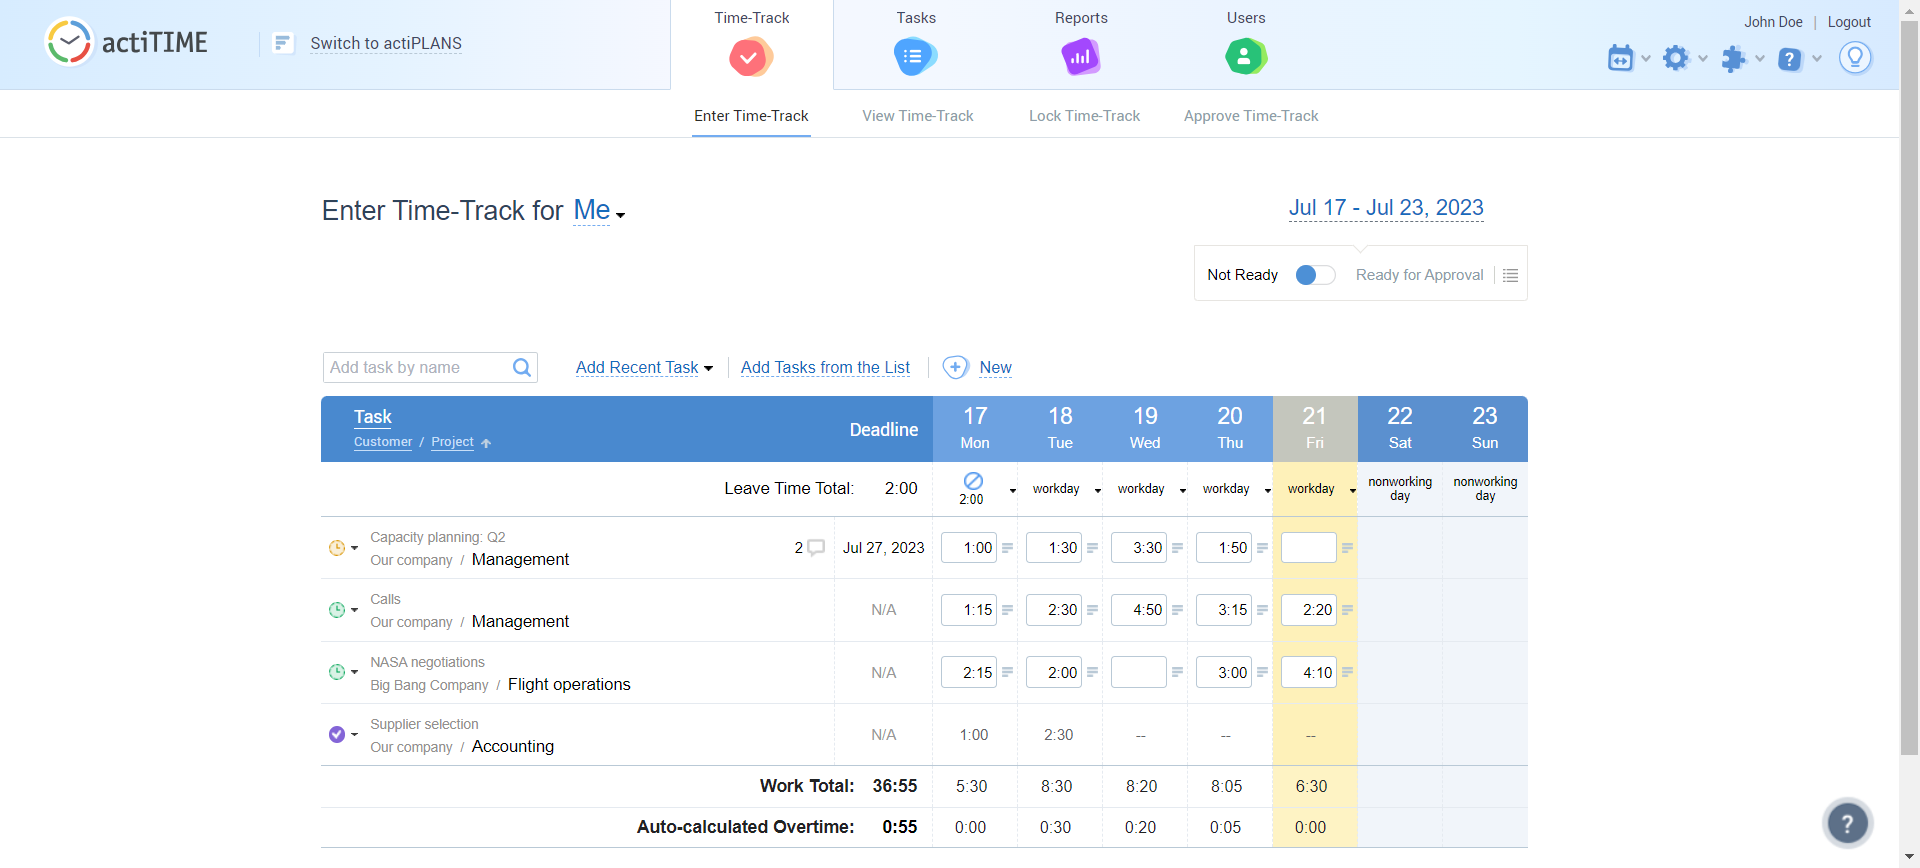 actiTIME
Switch to actiPLANS
Time-Track
Tasks
Reports
Users
John Doe | Logout
Enter Time-Track
View Time-Track
Lock Time-Track
Approve Time-Track
Enter Time-Track for Me
Jul 17 - Jul 23, 2023
Not Ready
Ready for Approval
Add task by name
Add Recent Task
Add Tasks from the List
New
Task
Customer / Project
Deadline
17 Mon
18 Tue
19 Wed
20 Thu
21 Fri
22 Sat
23 Sun
Leave Time Total: 2:00
2:00
workday
workday
workday
workday
nonworking day
nonworking day
Capacity planning: Q2
Our company / Management
2
Jul 27, 2023
1:00 1:30 3:30 1:50
Calls
Our company / Management
N/A
1:15 2:30 4:50 3:15 2:20
NASA negotiations
Big Bang Company / Flight operations
N/A
2:15 2:00 3:00 4:10
Supplier selection
Our company / Accounting
N/A
1:00 2:30 -- -- --
Work Total: 36:55 5:30 8:30 8:20 8:05 6:30
Auto-calculated Overtime: 0:55 0:00 0:30 0:20 0:05 0:00
?